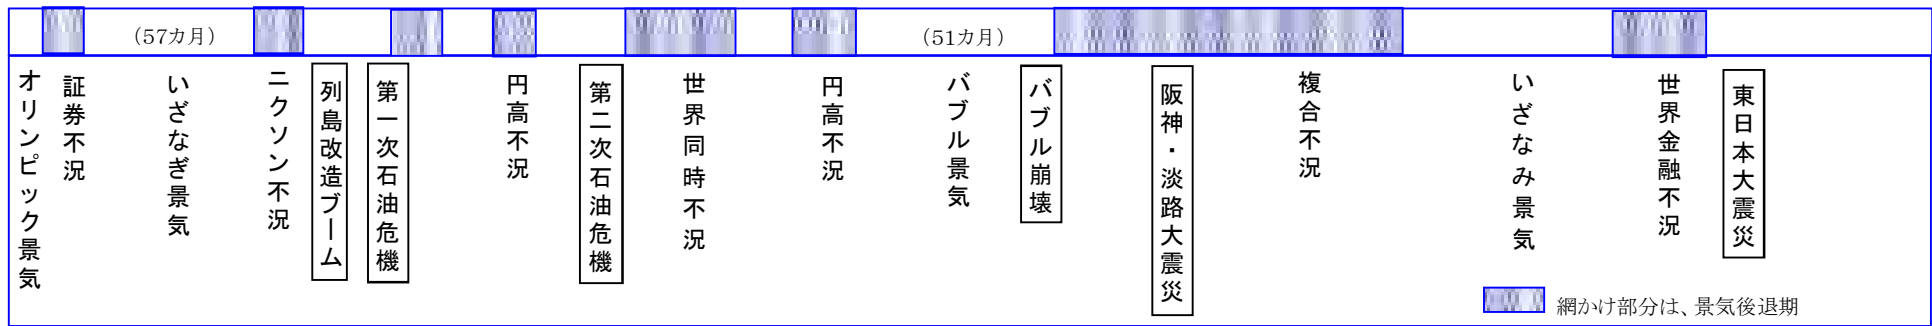 (57カ月)
(51カ月)
オリンピック景気
証券不況
いざなぎ景気
ニクソン不況
列島改造ブーム
第一次石油危機
円高不況
第二次石油危機
世界同時不況
円高不況
バブル景気
バブル崩壊
阪神・淡路大震災
複合不況
いざなみ景気
世界金融不況
東日本大震災
網かけ部分は、景気後退期